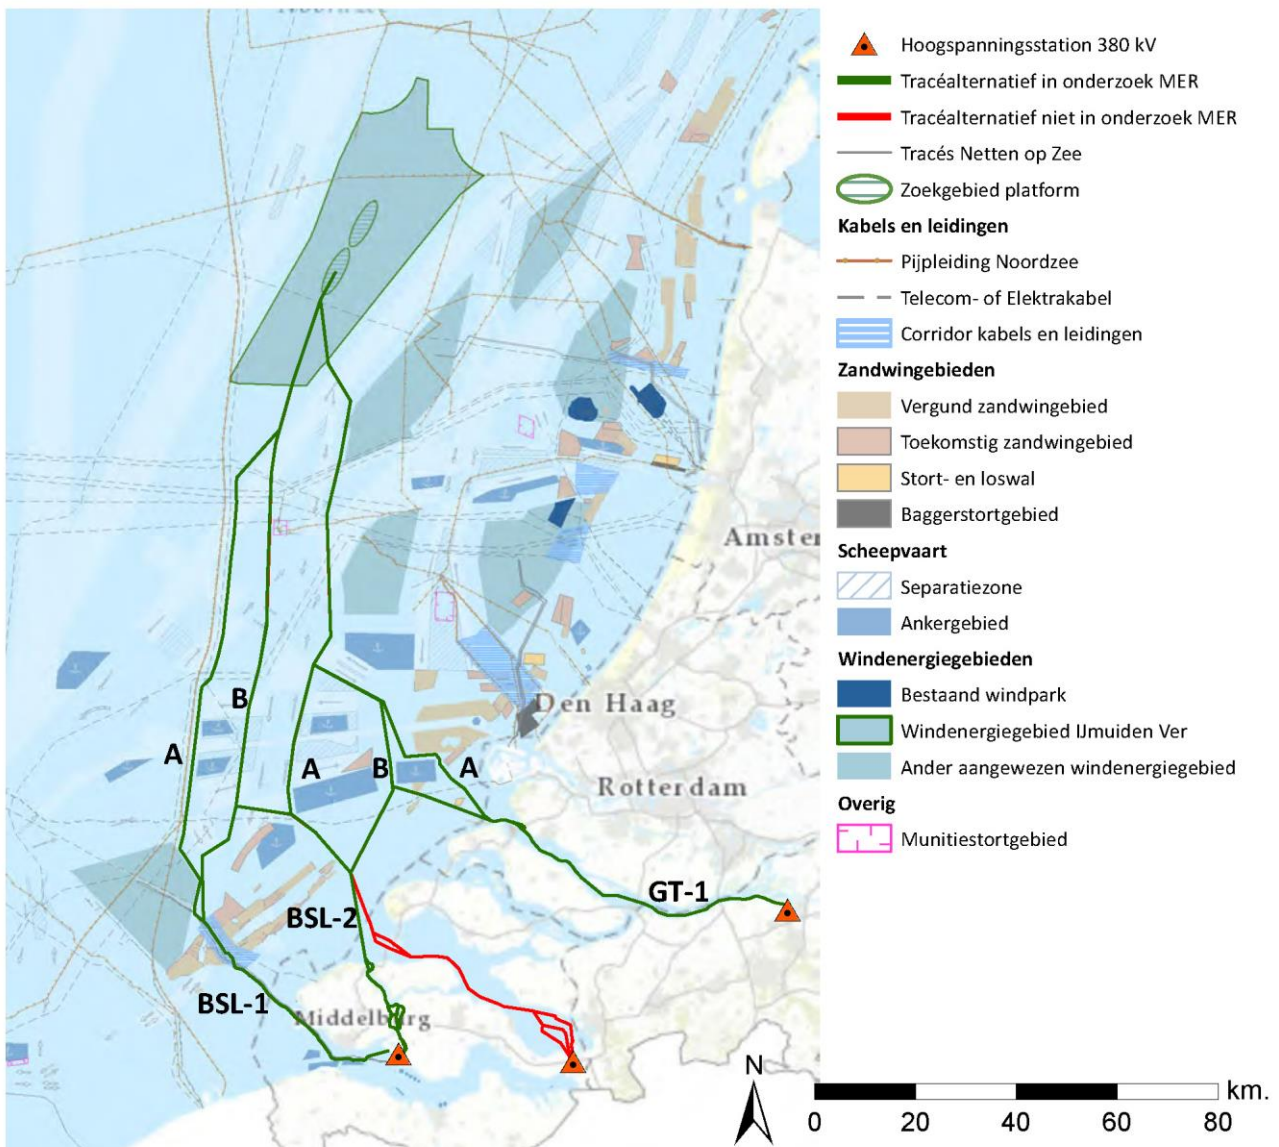 Noordzee
Hoogspanningsstation 380 kV
Tracéalternatief in onderzoek MER
Tracéalternatief niet in onderzoek MER
Tracés Netten op Zee
Zoekgebied platform
Kabels en leidingen
Pijpleiding Noordzee
Telecom- of Elektrakabel
Corridor kabels en leidingen
Zandwingebieden
Vergund zandwingebied
Toekomstig zandwingebied
Stort- en loswal
Baggerstortgebied
Scheepvaart
Separatiezone
Ankergebied
Windenergiegebieden
Bestaand windpark
Windenergiegebied IJmuiden Ver
Ander aangewezen windenergiegebied
Overig
Munitiestortgebied
Amster
Den Haag
Rotterdam
B
A
A
B
A
GT-1
BSL-2
BSL-1
Middelburg
N
km.
0 20 40 60 80